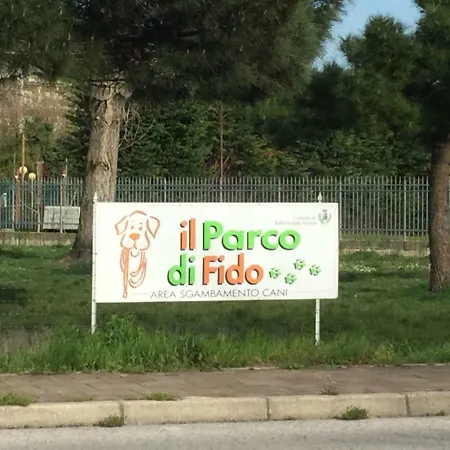 il Parco
di Fido
AREA SGAMBAMENTO CANI